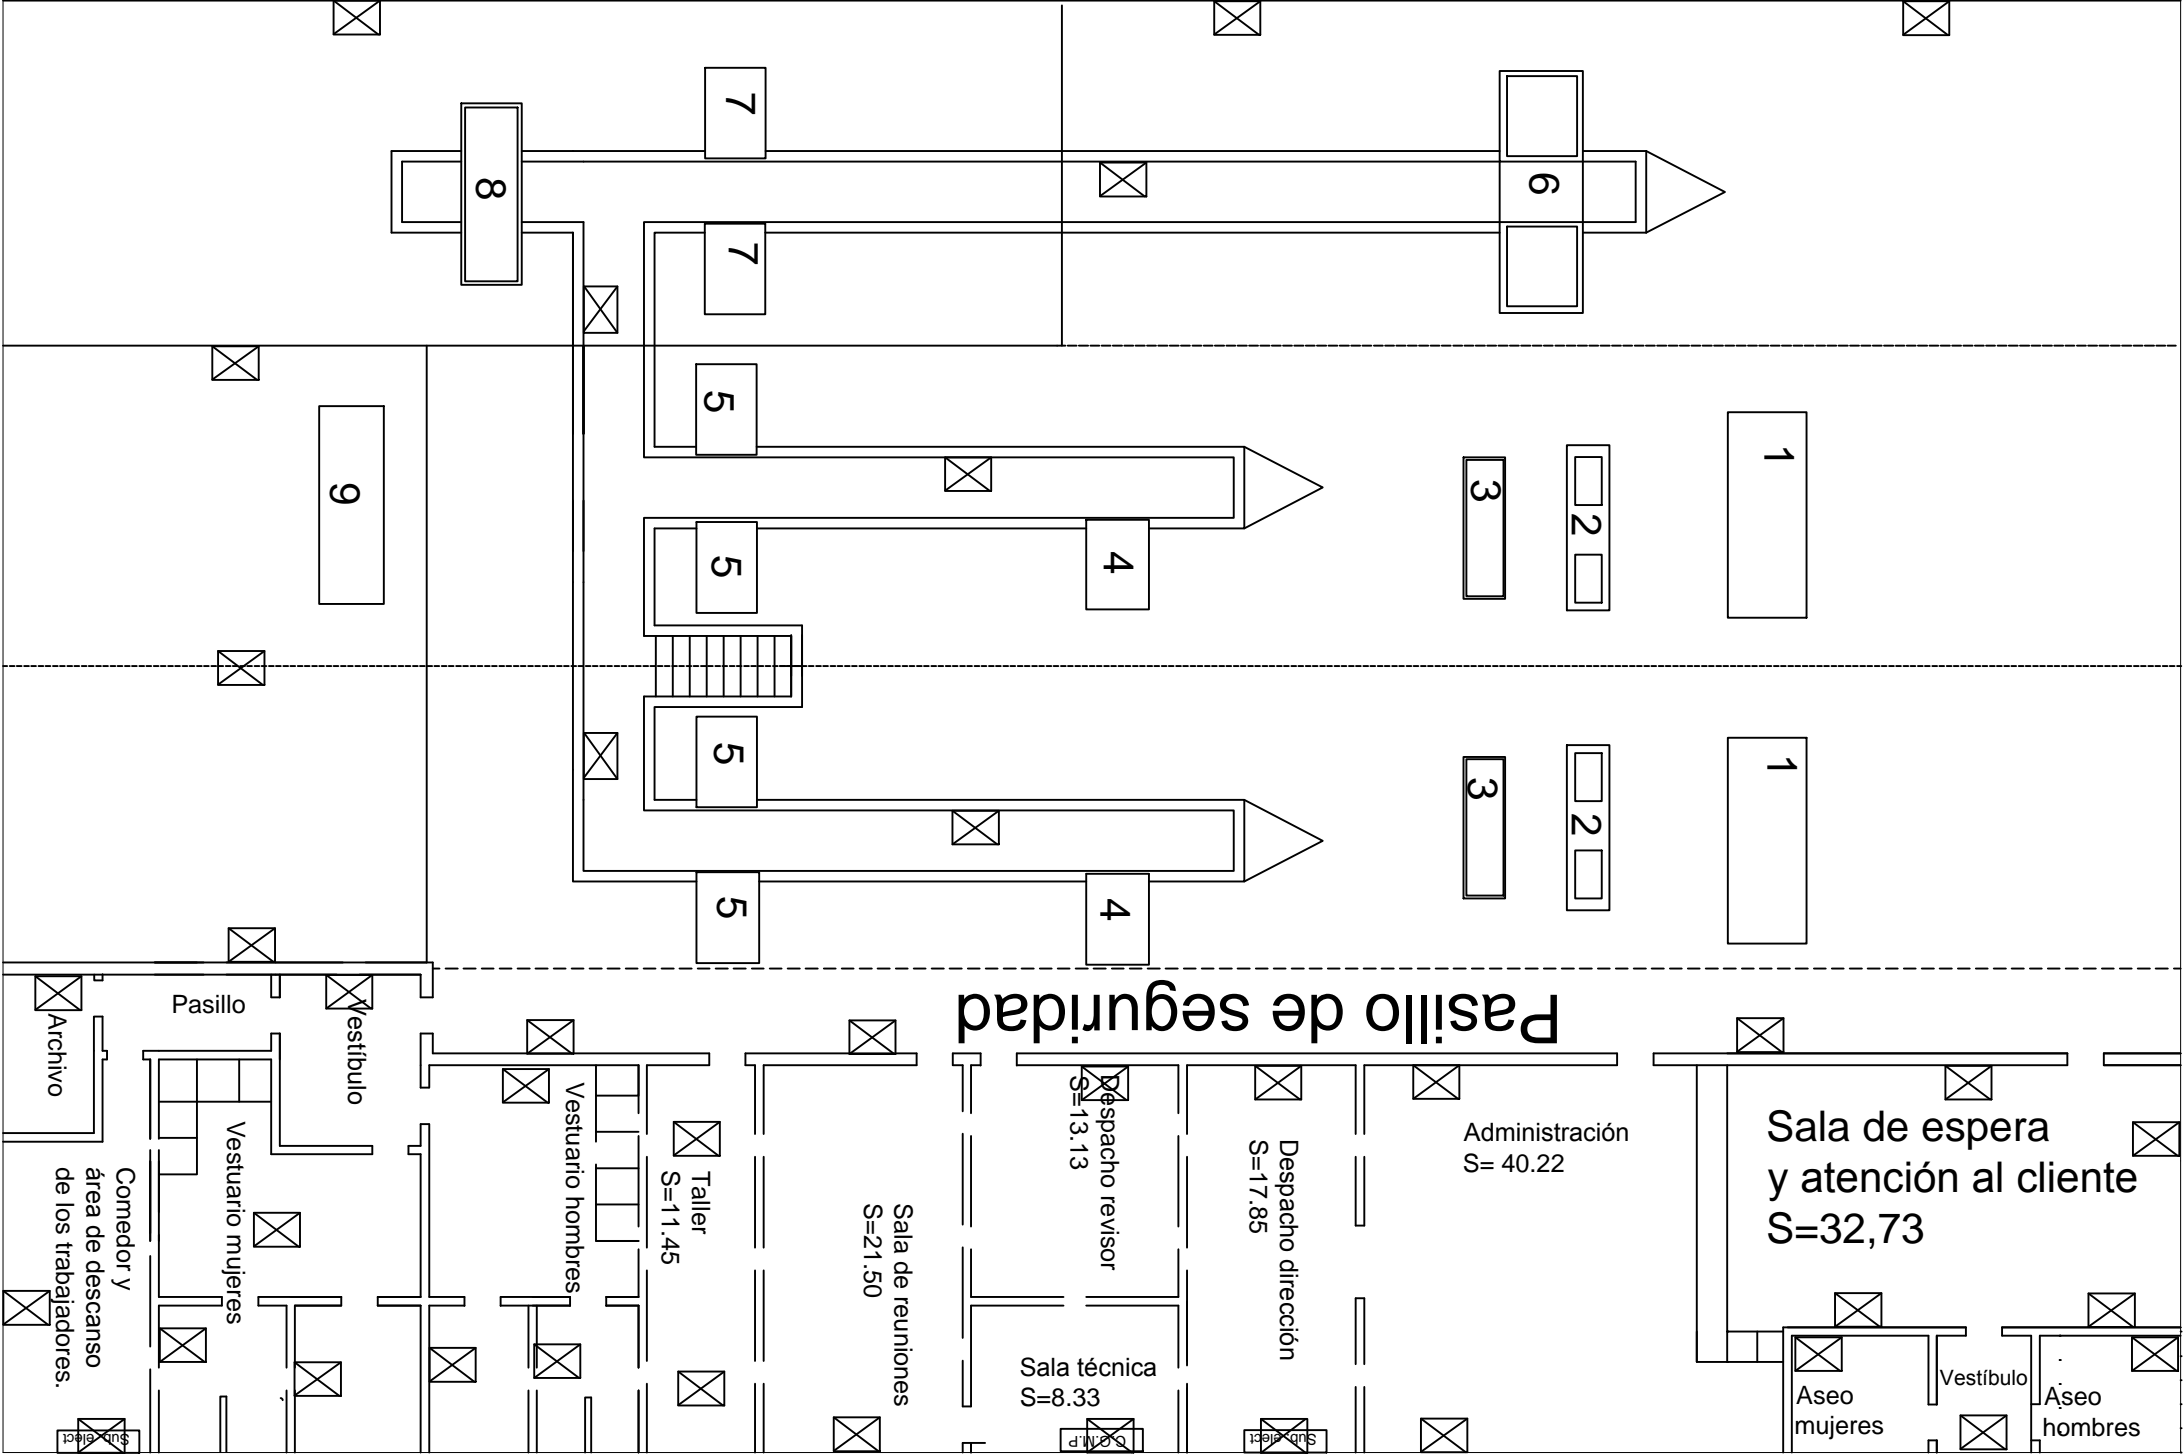 7
8
6
7
5
9
3
2
1
5
4
5
3
2
1
5
4
Pasillo de seguridad
Pasillo
Archivo
Vestíbulo
Vestuario mujeres
Comedor y
área de descanso
de los trabajadores.
Vestuario hombres
Taller
S=11.45
Sala de reuniones
S=21.50
Despacho revisor
S=13.13
Despacho dirección
S=17.85
Administración
S= 40.22
Sala de espera
y atención al cliente
S=32,73
Sala técnica
S=8.33
Aseo
mujeres
Vestíbulo
Aseo
hombres
Sub. elect
C.G.M.P
Sub. elect